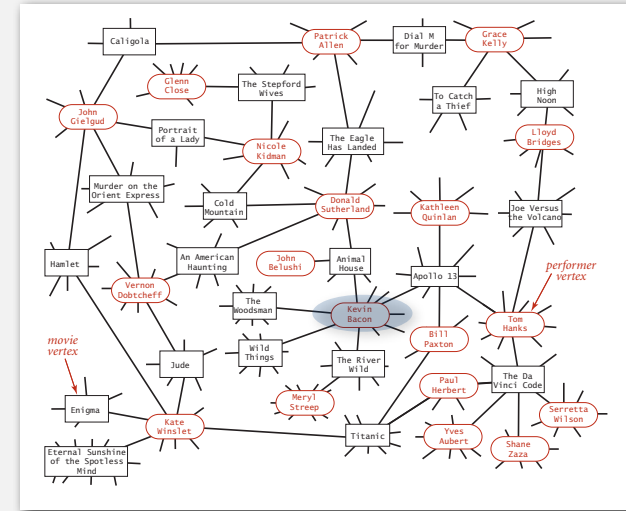 Caligola
Patrick
Allen
Dial M
for Murder
Grace
Kelly
Glenn
Close
The Stepford
Wives
To Catch
a Thief
High
Noon
John
Gielgud
Portrait
of a Lady
Nicole
Kidman
The Eagle
Has Landed
Lloyd
Bridges
Murder on the
Orient Express
Cold
Mountain
Donald
Sutherland
Kathleen
Quinlan
Joe Versus
the Volcano
Hamlet
An American
Haunting
John
Belushi
Animal
House
Apollo 13
performer
vertex
Vernon
Dobtcheff
The
Woodsman
Kevin
Bacon
Tom
Hanks
movie
vertex
Jude
Wild
Things
The River
Wild
Bill
Paxton
Paul
Herbert
The Da
Vinci Code
Enigma
Meryl
Streep
Serretta
Wilson
Kate
Winslet
Titanic
Yves
Aubert
Shane
Zaza
Eternal Sunshine
of the Spotless
Mind